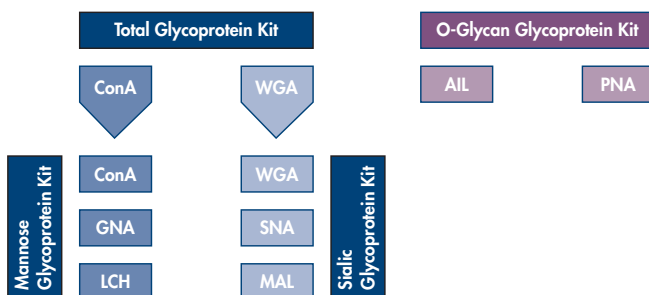 Total Glycoprotein Kit
O-Glycan Glycoprotein Kit
ConA
WGA
AIL
PNA
Mannose
Glycoprotein Kit
ConA
GNA
LCH
WGA
SNA
MAL
Sialic
Glycoprotein Kit